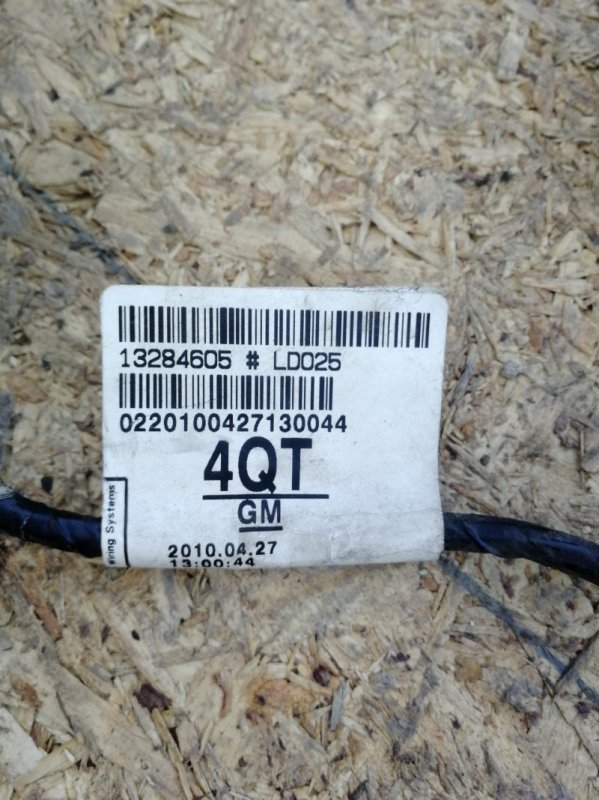 13284605 # LD025
0220100427130044
4QT
GM
Wiring Systems
2010.04.27
13:00:44